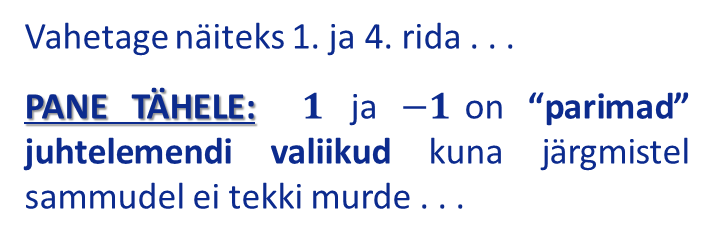 Vahetage näiteks 1. ja 4. rida . . .
PANE TÄHELE: 1 ja −1 on “parimad”
juhtelemendi valiikud kuna järgmistel
sammudel ei tekki murde . . .